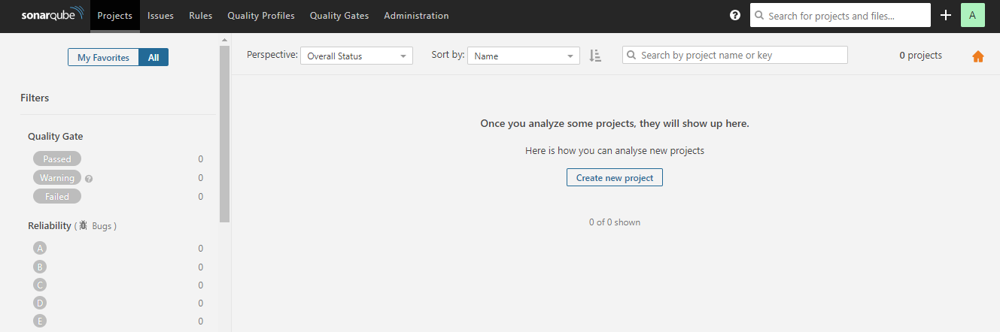 sonarqube Projects Issues Rules Quality Profiles Quality Gates Administration ? Search for projects and files... A
My Favorites All Perspective: Overall Status Sort by: Name Search by project name or key 0 projects
Filters
Once you analyze some projects, they will show up here.
Quality Gate
Here is how you can analyse new projects
Passed 0
Warning ? 0
Create new project
Failed 0
0 of 0 shown
Reliability ( Bugs )
A 0
B 0
C 0
D 0
E 0